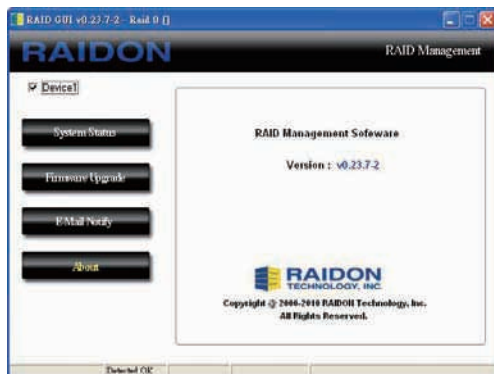 RAID GUI v0.23.7-2 - Raid 0 []
RAIDON
RAID Management
Device1
System Status
Firmware Upgrade
E-Mail Notify
About
RAID Management Sofeware
Version : v0.23.7-2
RAIDON
TECHNOLOGY, INC.
Copyright @ 2006-2010 RAIDON Technology, Inc.
All Rights Reserved.
Detected OK